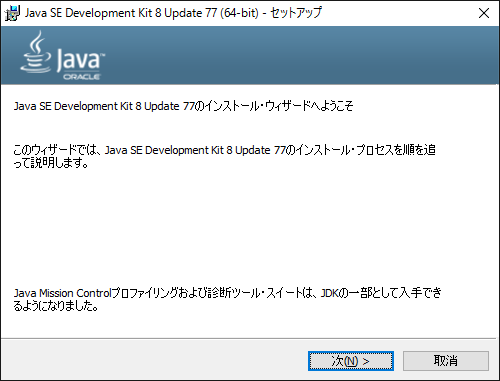 Java SE Development Kit 8 Update 77 (64-bit) - セットアップ
Java
ORACLE
Java SE Development Kit 8 Update 77のインストール・ウィザードへようこそ
このウィザードでは、Java SE Development Kit 8 Update 77のインストール・プロセスを順を追
って説明します。
Java Mission Controlプロファイリングおよび診断ツール・スイートは、JDKの一部として入手でき
るようになりました。
次(N) >
取消